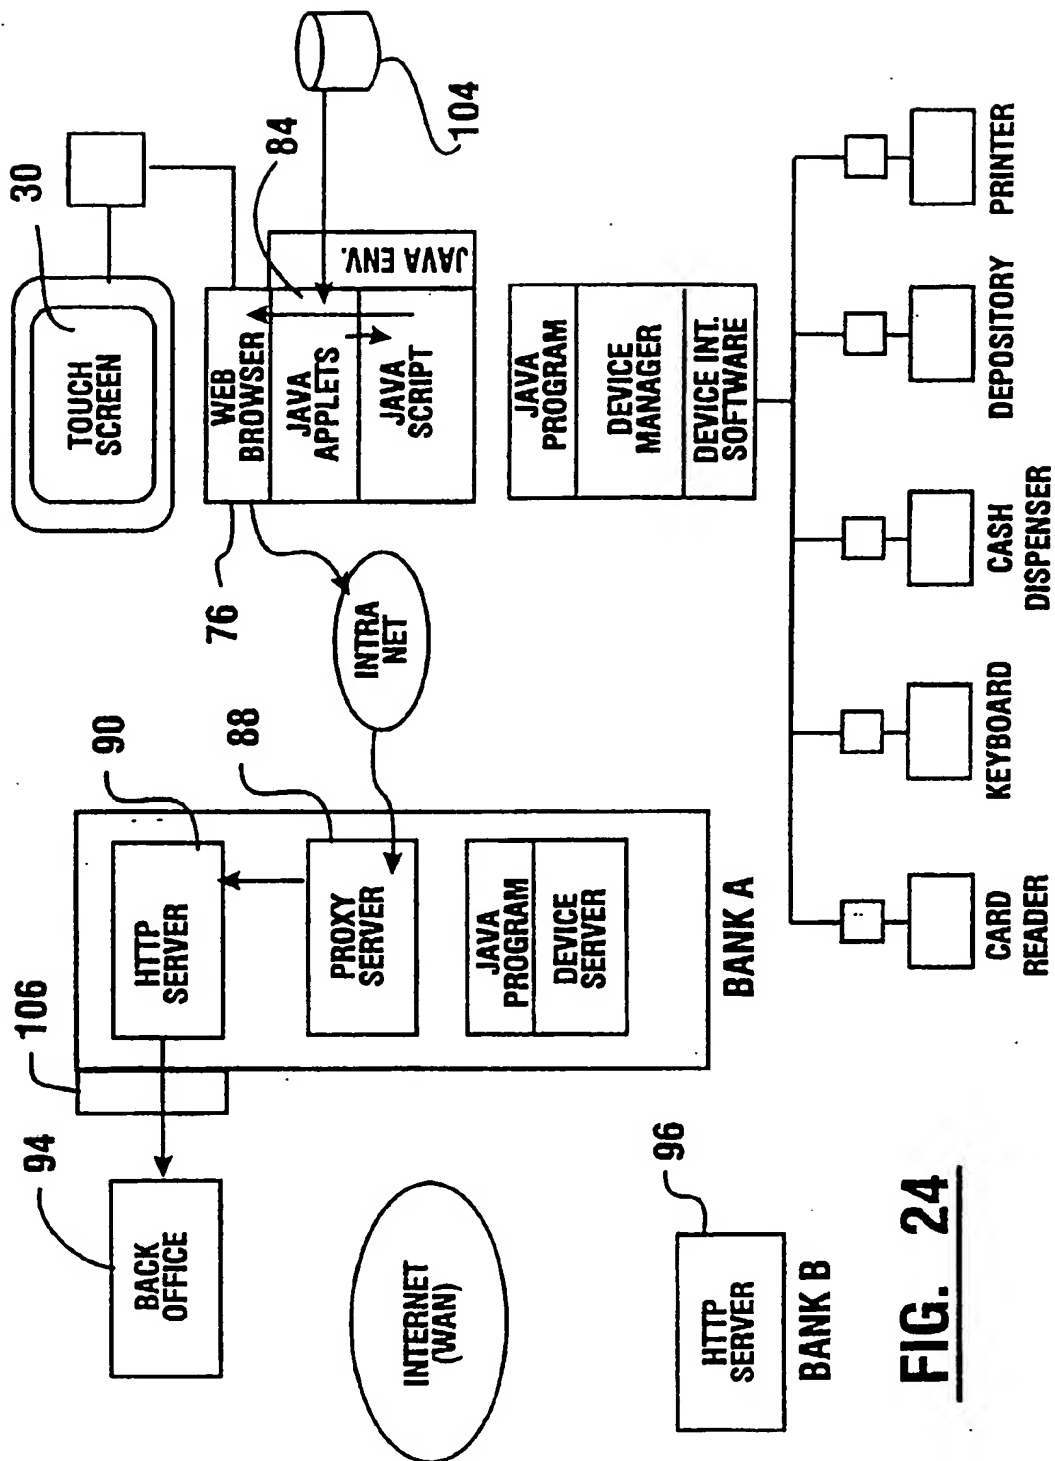 94
BACK
OFFICE
106
HTTP
SERVER
90
PROXY
SERVER
88
JAVA
PROGRAM
DEVICE
SERVER
BANK A
INTERNET
(WAN)
HTTP
SERVER
96
BANK B
INTRA
NET
30
TOUCH
SCREEN
76
WEB
BROWSER
JAVA
APPLETS
JAVA
SCRIPT
84
JAVA ENV.
104
JAVA
PROGRAM
DEVICE
MANAGER
DEVICE INT.
SOFTWARE
CARD
READER
KEYBOARD
CASH
DISPENSER
DEPOSITORY
PRINTER
FIG. 24